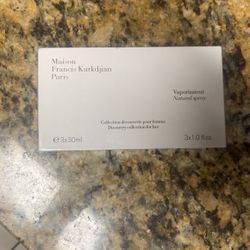 Maison
Francis Kurkdjian
Paris
Vaporisateur
Natural spray
Collection découverte pour femme
Discovery collection for her
℮ 3x30ml
3x1.0 fl.oz.